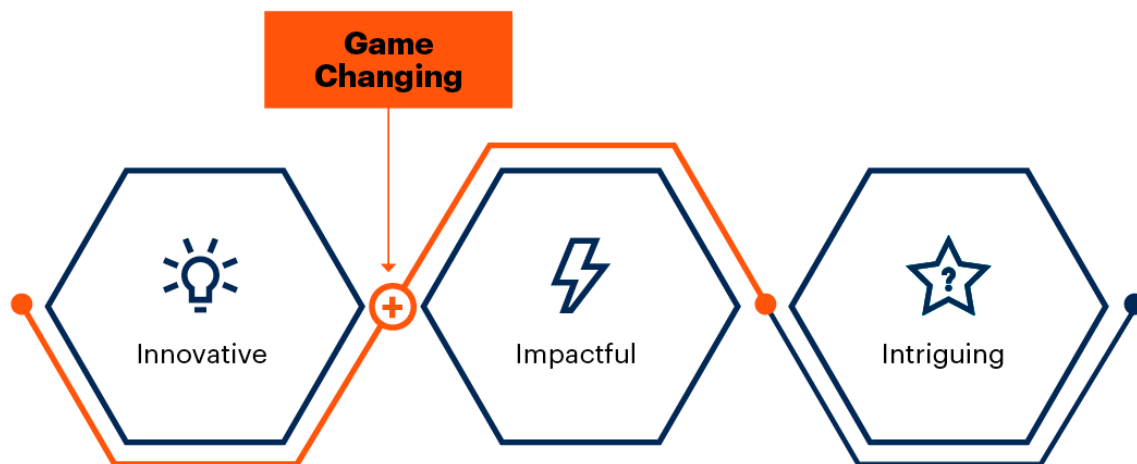 Game
Changing
+
?
Innovative
Impactful
Intriguing